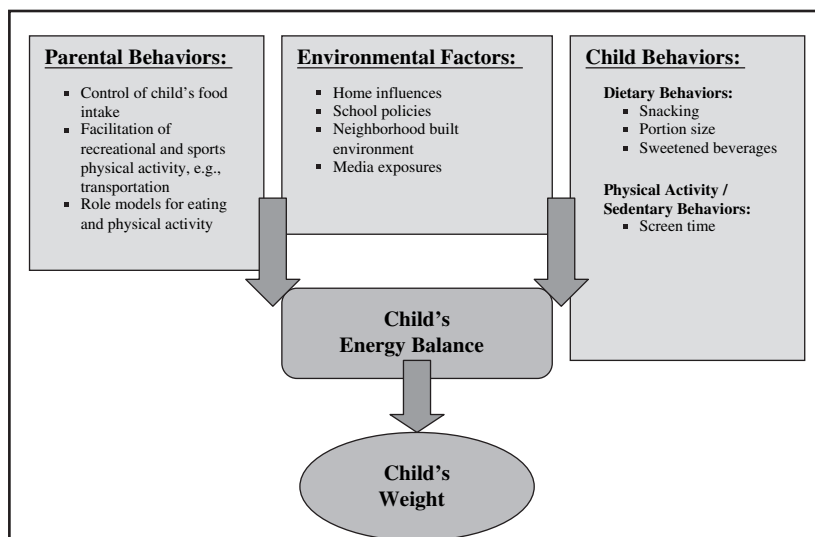 Parental Behaviors:
▪ Control of child’s food
intake
▪ Facilitation of
recreational and sports
physical activity, e.g.,
transportation
▪ Role models for eating
and physical activity
Environmental Factors:
▪ Home influences
▪ School policies
▪ Neighborhood built
environment
▪ Media exposures
Child Behaviors:
Dietary Behaviors:
▪ Snacking
▪ Portion size
▪ Sweetened beverages
Physical Activity /
Sedentary Behaviors:
▪ Screen time
Child’s
Energy Balance
Child’s
Weight